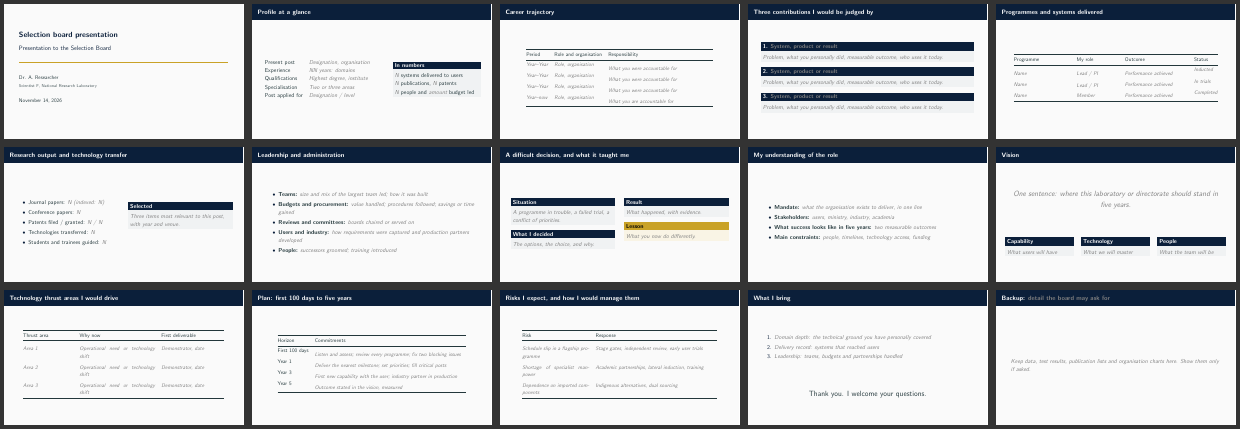 Selection board presentation
Presentation to the Selection Board
Dr. A. Researcher
Scientist F, National Research Laboratory
November 14, 2026
Profile at a glance
Present post Designation, organisation
Experience NN years; domains
Qualifications Highest degree, institute
Specialisation Two or three areas
Post applied for Designation / level
In numbers
N systems delivered to users
N publications, N patents
N people and amount budget led
Career trajectory
Period Role and organisation Responsibility
Year–Year Role, organisation What you were accountable for
Year–Year Role, organisation What you were accountable for
Year–Year Role, organisation What you were accountable for
Year–now Role, organisation What you are accountable for
Three contributions I would be judged by
1. System, product or result
Problem, what you personally did, measured outcome, who uses it today.
2. System, product or result
Problem, what you personally did, measured outcome, who uses it today.
3. System, product or result
Problem, what you personally did, measured outcome, who uses it today.
Programmes and systems delivered
Programme My role Outcome Status
Name Lead / PI Performance achieved Inducted
Name Lead / PI Performance achieved In trials
Name Member Performance achieved Completed
Research output and technology transfer
• Journal papers: N (indexed: N)
• Conference papers: N
• Patents filed / granted: N / N
• Technologies transferred: N
• Students and trainees guided: N
Selected
Three items most relevant to this post,
with year and venue.
Leadership and administration
• Teams: size and mix of the largest team led; how it was built
• Budgets and procurement: value handled; procedures followed; savings or time
gained
• Reviews and committees: boards chaired or served on
• Users and industry: how requirements were captured and production partners
developed
• People: successors groomed; training introduced
A difficult decision, and what it taught me
Situation
A programme in trouble, a failed trial, a
conflict of priorities.
What I decided
The options, the choice, and why.
Result
What happened, with evidence.
Lesson
What you now do differently.
My understanding of the role
• Mandate: what the organisation exists to deliver, in one line
• Stakeholders: users, ministry, industry, academia
• What success looks like in five years: two measurable outcomes
• Main constraints: people, timelines, technology access, funding
Vision
One sentence: where this laboratory or directorate should stand in
five years.
Capability
What users will have
Technology
What we will master
People
What the team will be
Technology thrust areas I would drive
Thrust area Why now First deliverable
Area 1 Operational need or technology
shift Demonstrator, date
Area 2 Operational need or technology
shift Demonstrator, date
Area 3 Operational need or technology
shift Demonstrator, date
Plan: first 100 days to five years
Horizon Commitments
First 100 days Listen and assess; review every programme; fix two blocking issues
Year 1 Deliver the nearest milestone; set priorities; fill critical posts
Year 3 First new capability with the user; industry partner in production
Year 5 Outcome stated in the vision, measured
Risks I expect, and how I would manage them
Risk Response
Schedule slip in a flagship pro-
gramme Stage gates, independent review, early user trials
Shortage of specialist man-
power Academic partnerships, lateral induction, training
Dependence on imported com-
ponents Indigenous alternatives, dual sourcing
What I bring
1. Domain depth: the technical ground you have personally covered
2. Delivery record: systems that reached users
3. Leadership: teams, budgets and partnerships handled
Thank you. I welcome your questions.
Backup: detail the board may ask for
Keep data, test results, publication lists and organisation charts here. Show them only
if asked.